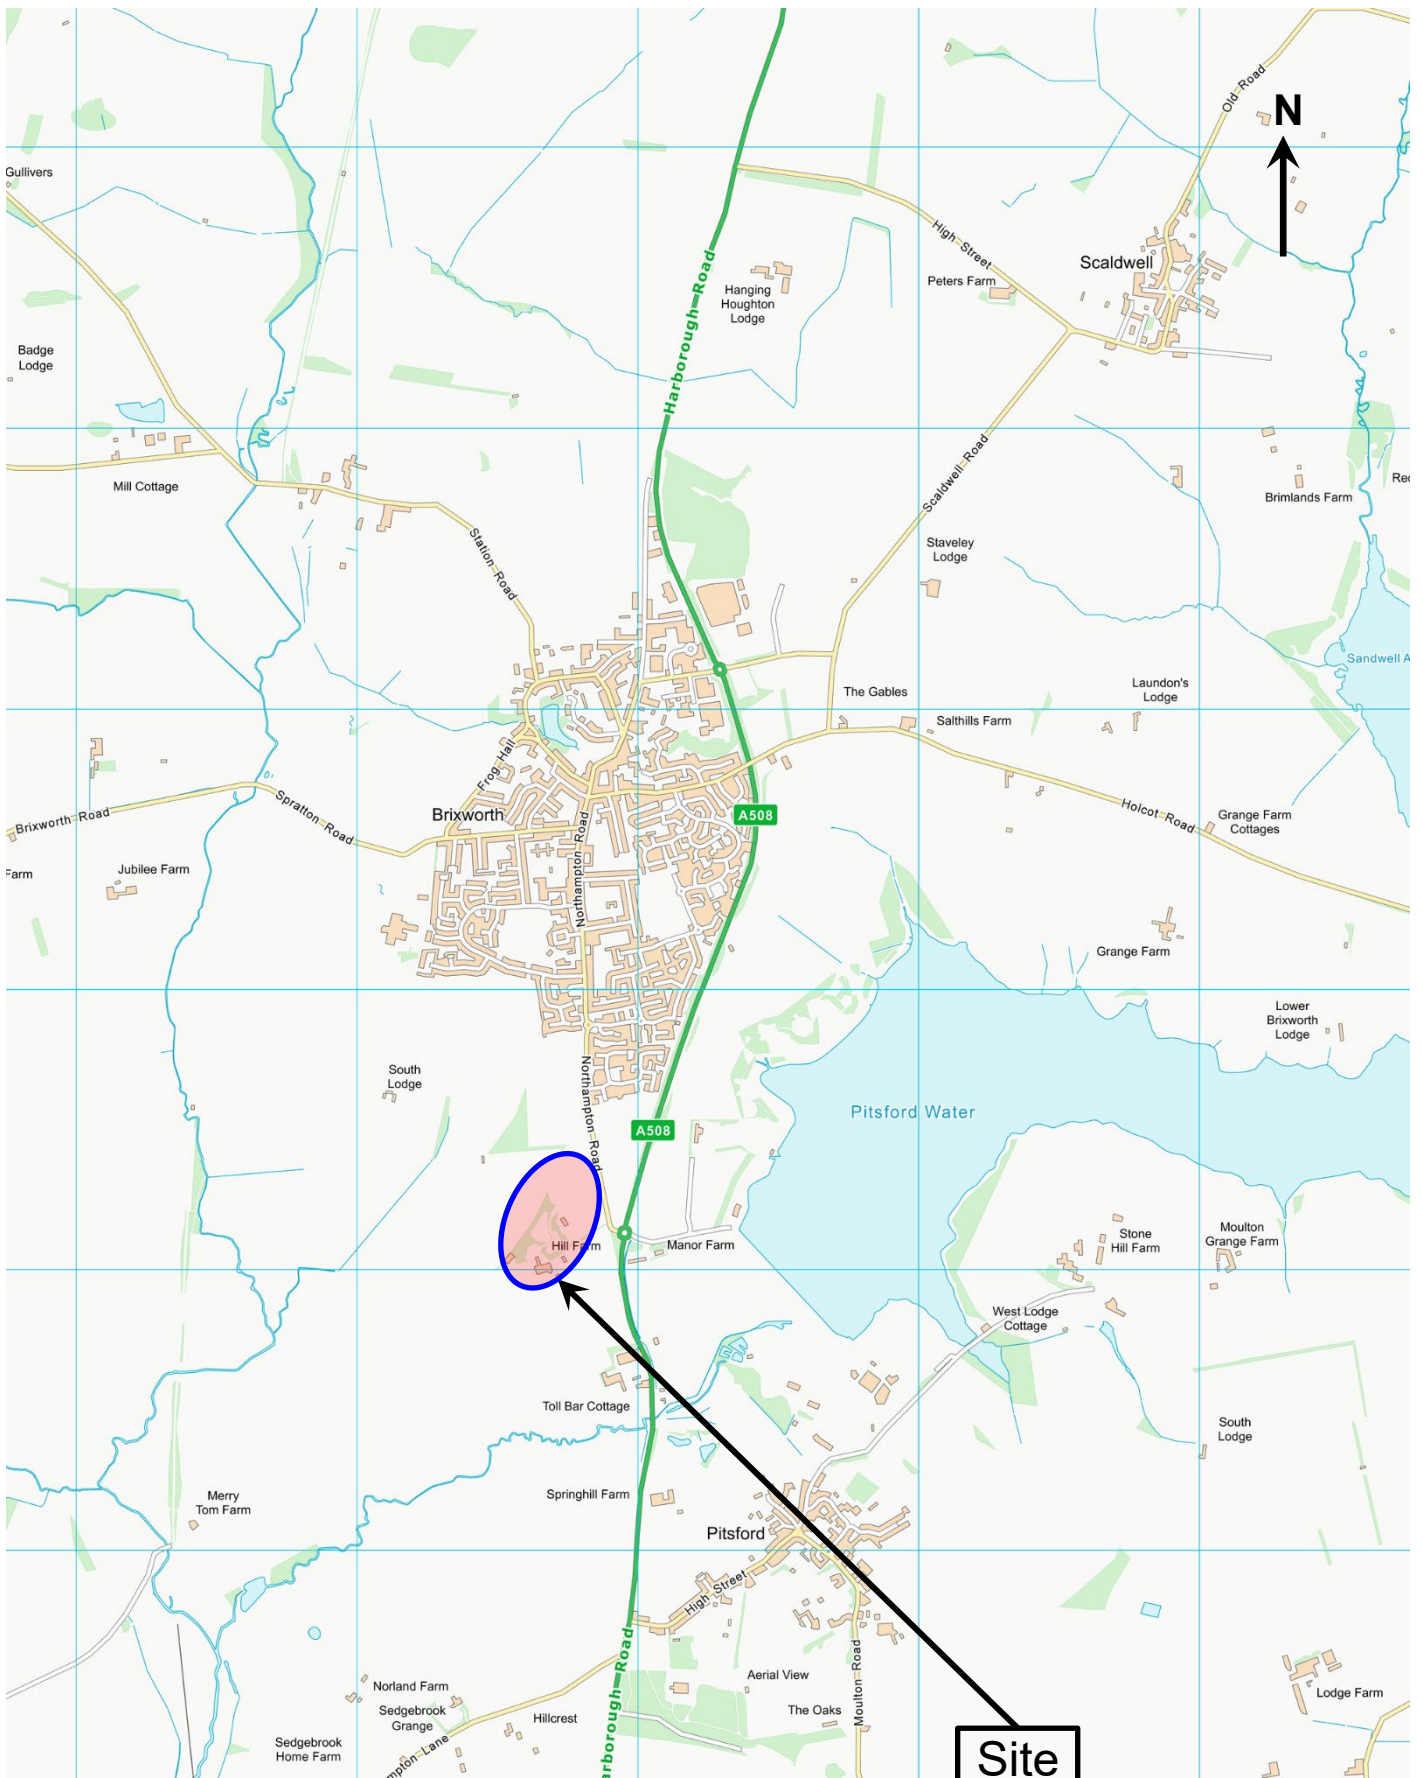 Old Road
N
Gullivers
High Street
Scaldwell
Peters Farm
Hanging
Houghton
Lodge
Harborough Road
Badge
Lodge
Scaldwell Road
Mill Cottage
Brimlands Farm
Station Road
Staveley
Lodge
The Gables
Laundon's
Lodge
Salthills Farm
Frog Hall
Brixworth
A508
Holcot Road
Grange Farm
Cottages
Brixworth Road
Spratton Road
Northampton Road
Farm
Jubilee Farm
Grange Farm
Lower
Brixworth
Lodge
South
Lodge
Northampton Road
Pitsford Water
A508
Hill Farm
Manor Farm
Stone
Hill Farm
Moulton
Grange Farm
West Lodge
Cottage
Toll Bar Cottage
South
Lodge
Merry
Tom Farm
Springhill Farm
Pitsford
High Street
Moulton Road
Aerial View
Norland Farm
Lodge Farm
Sedgebrook
Grange
Hillcrest
The Oaks
Sedgebrook
Home Farm
Site